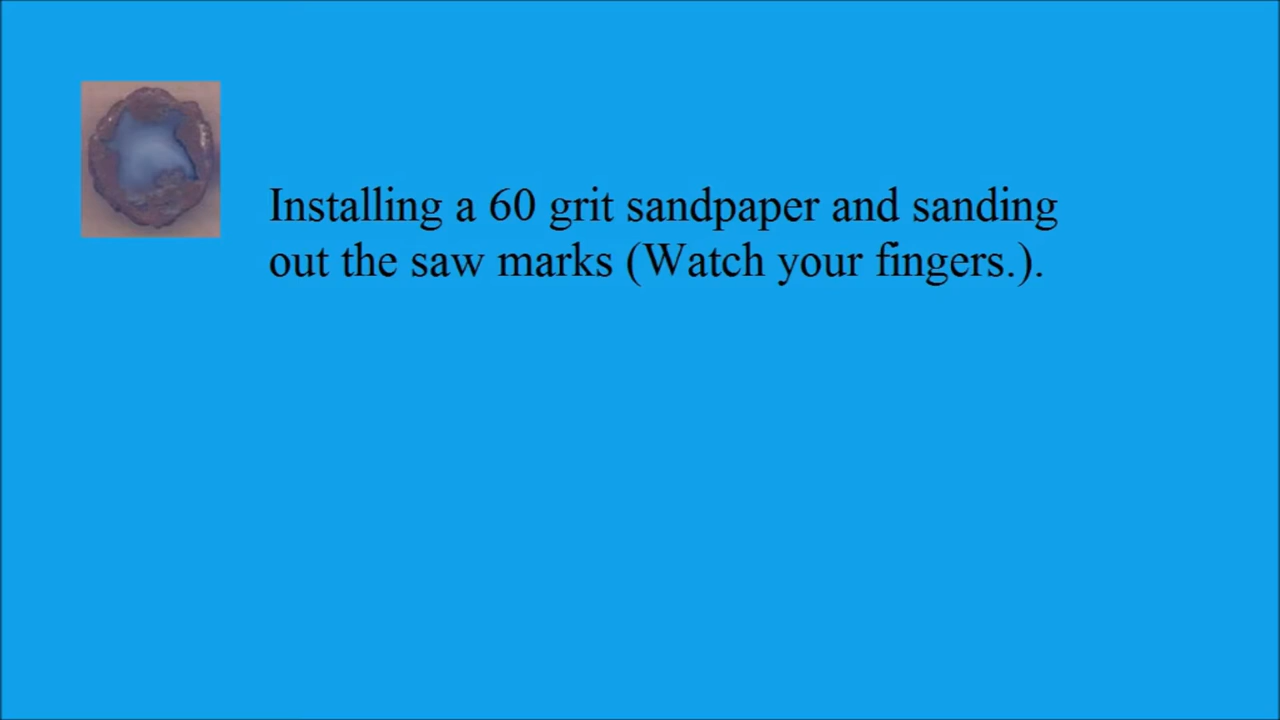 Installing a 60 grit sandpaper and sanding
out the saw marks (Watch your fingers.).